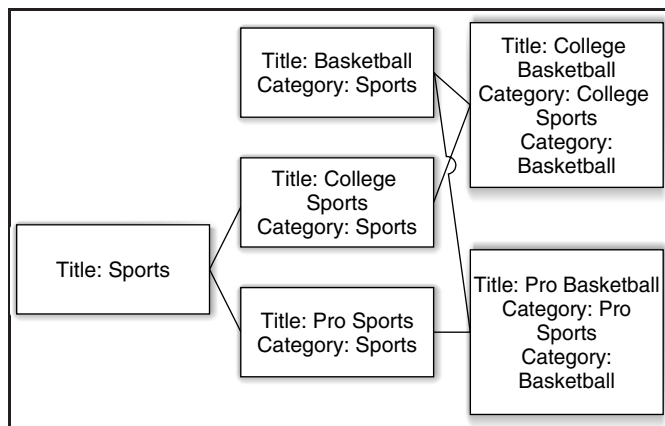 Title: Sports
Title: Basketball
Category: Sports
Title: College
Sports
Category: Sports
Title: Pro Sports
Category: Sports
Title: College
Basketball
Category: College
Sports
Category:
Basketball
Title: Pro Basketball
Category: Pro
Sports
Category:
Basketball